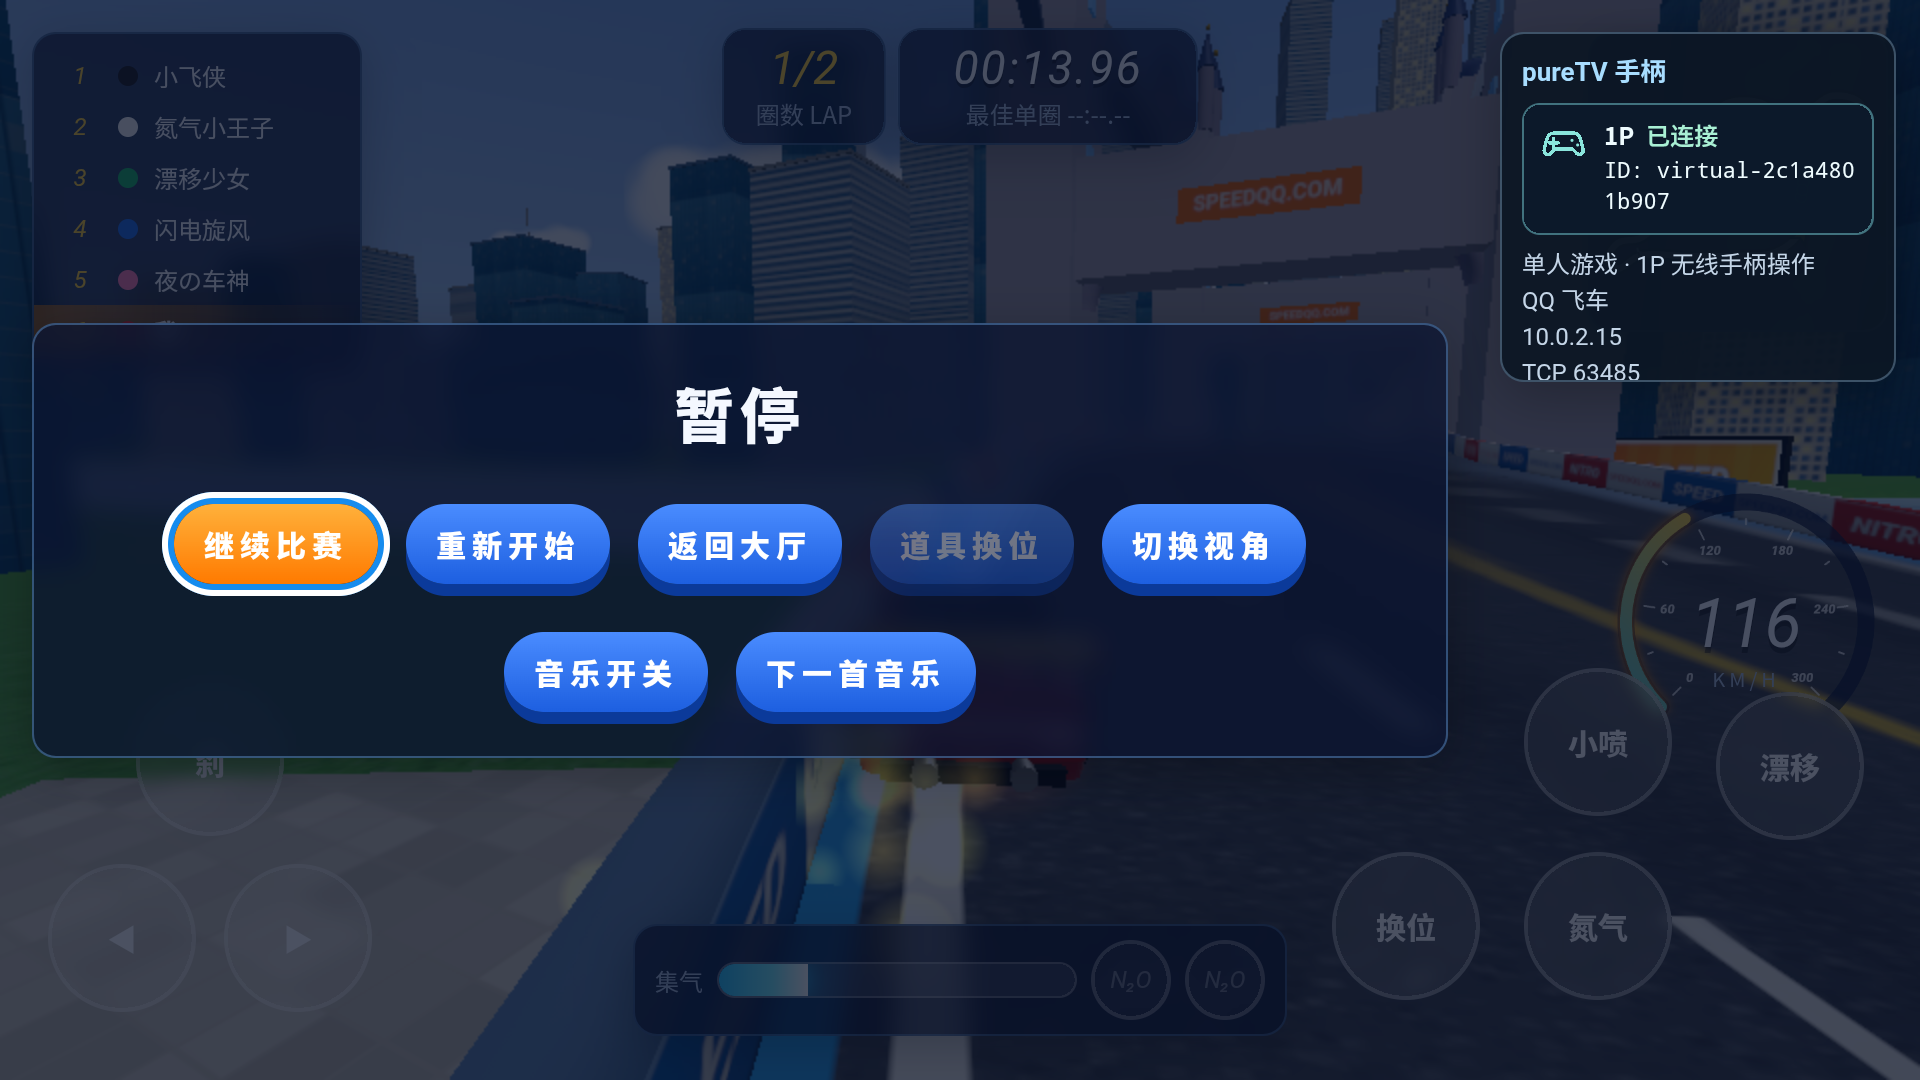 1 小飞侠
2 氮气小王子
3 漂移少女
4 闪电旋风
5 夜の车神
1/2
圈数 LAP
00:13.96
最佳单圈 --:--.--
SPEEDQQ.COM
SPEEDQQ.COM
pureTV 手柄
1P 已连接
ID: virtual-2c1a480
1b907
单人游戏 · 1P 无线手柄操作
QQ 飞车
10.0.2.15
TCP 63485
暂停
继续比赛
重新开始
返回大厅
道具换位
切换视角
音乐开关
下一首音乐
NITRO
SPEED
NITRO
0
60
120
180
240
300
116
KM/H
刹
小喷
漂移
换位
氮气
◀
▶
集气
N₂O
N₂O